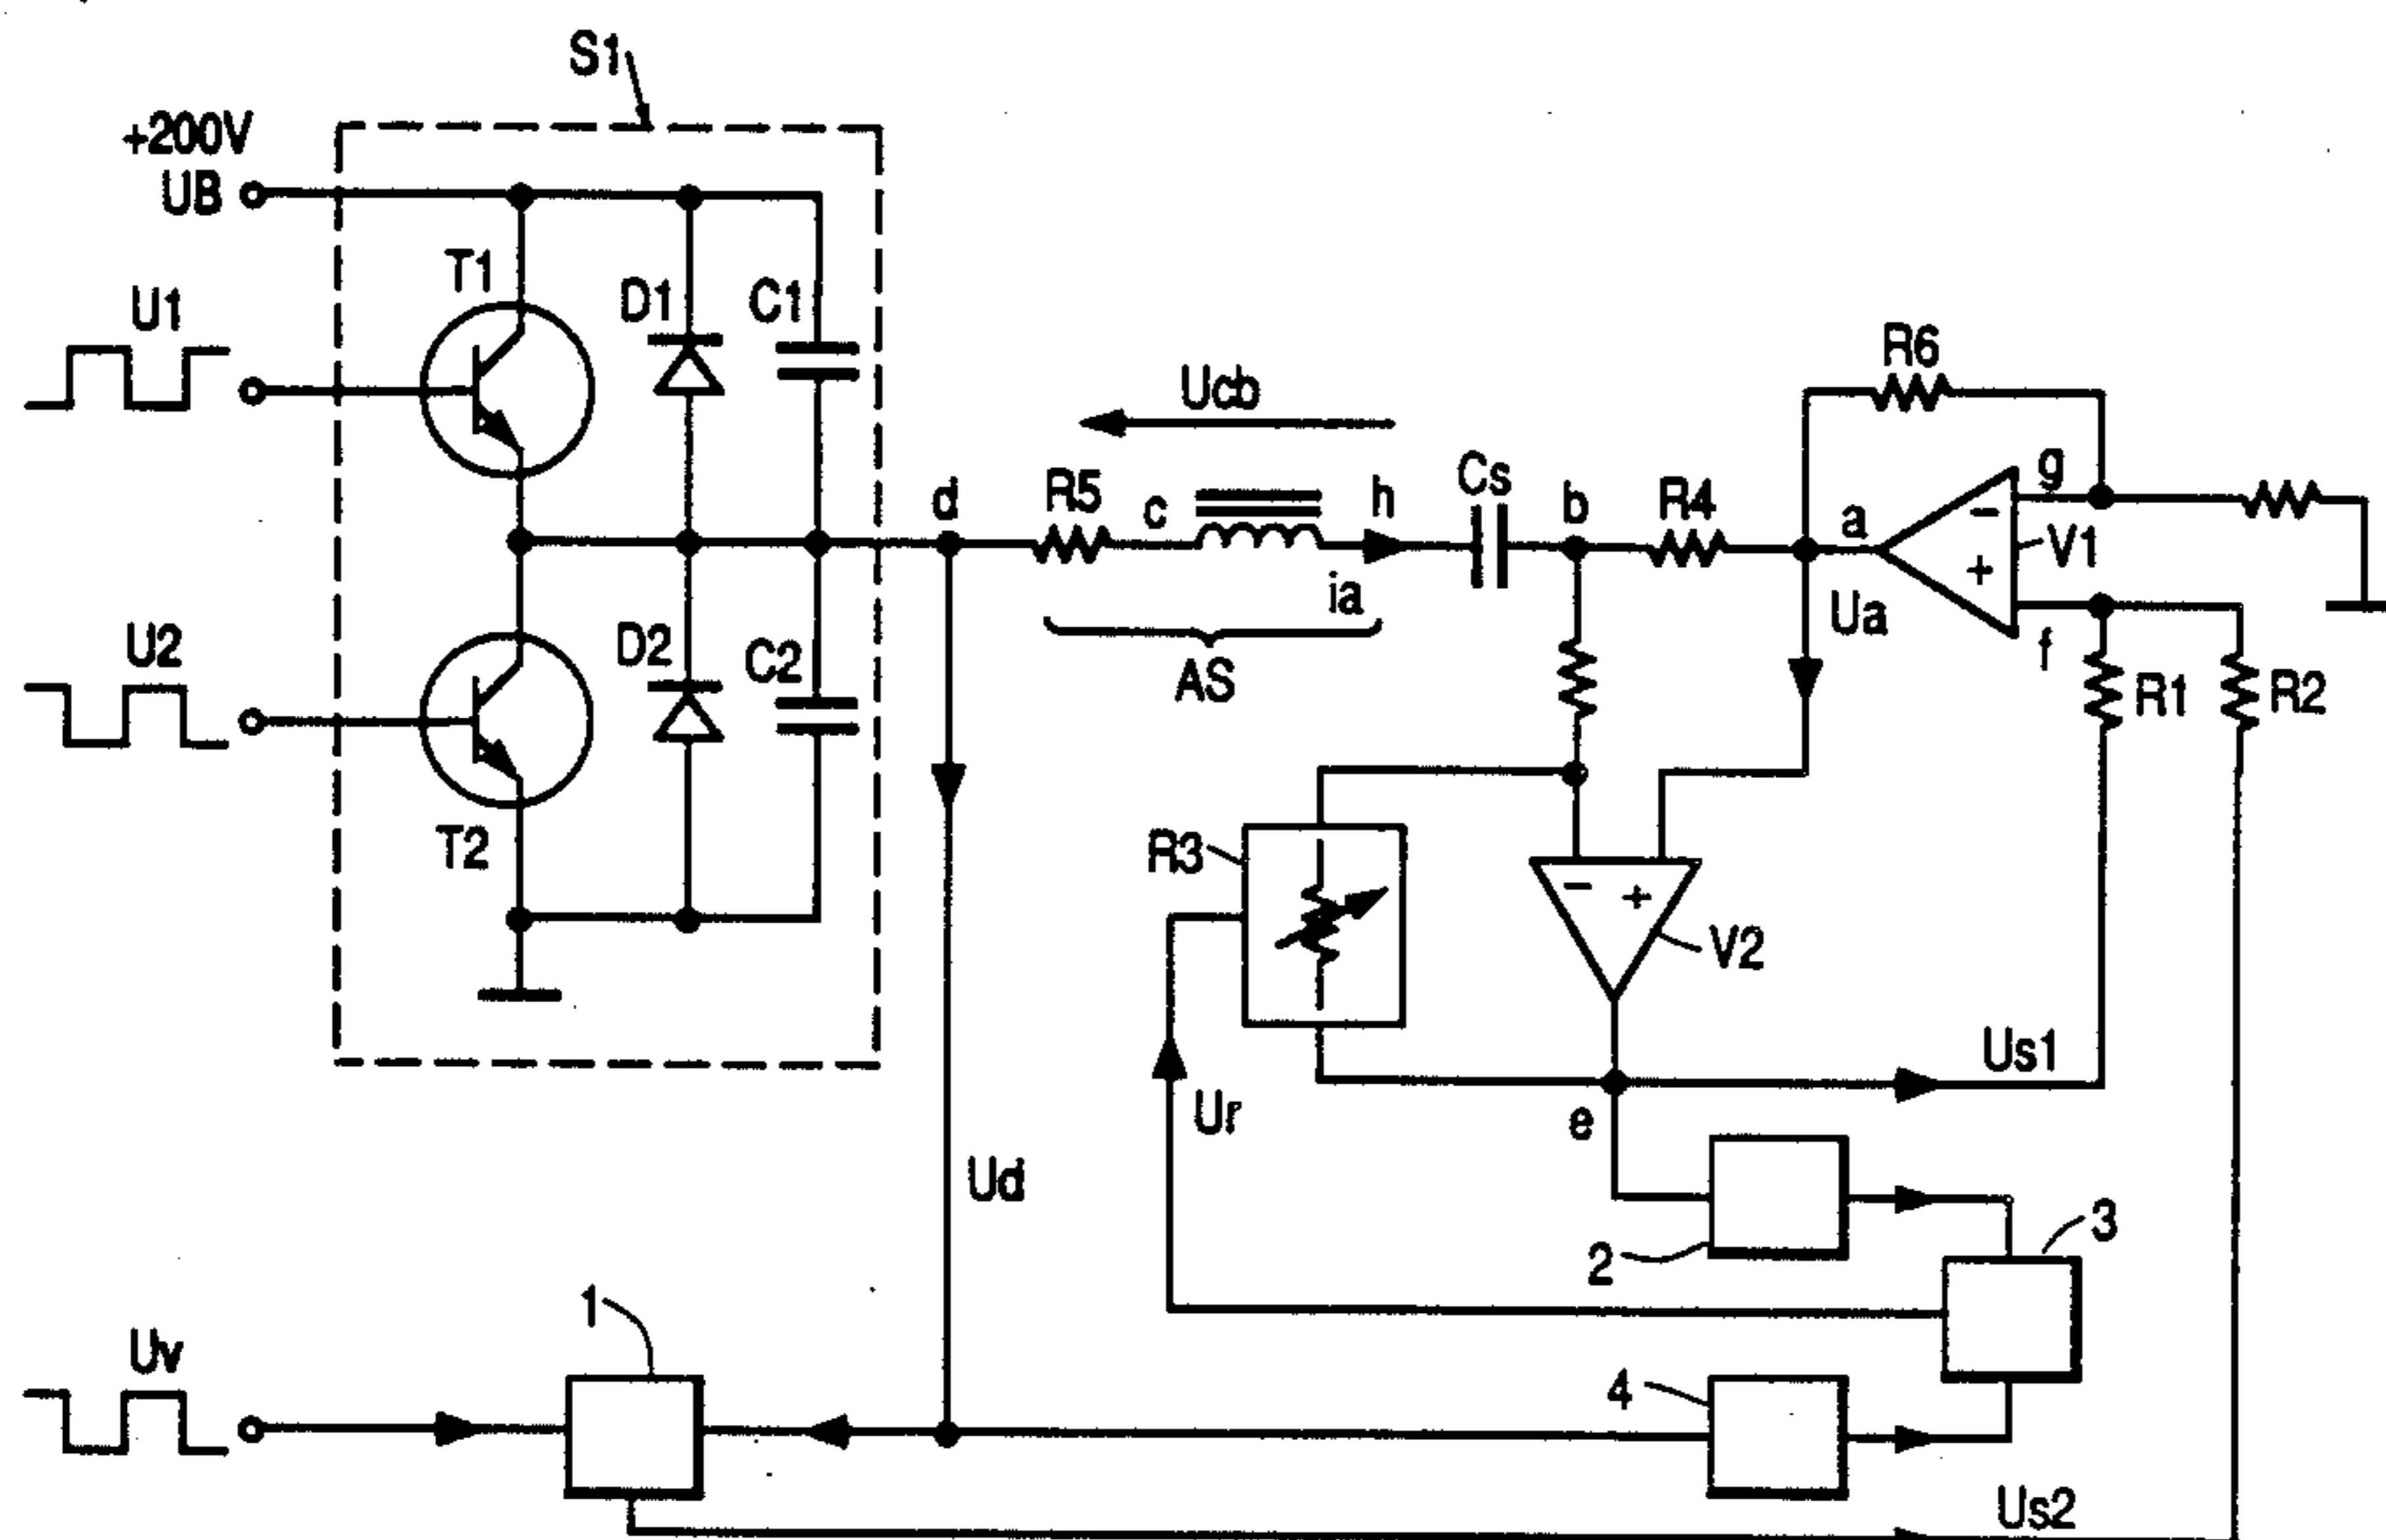 S1
+200V
UB
T1
D1
C1
U1
R6
Ucb
g
Cs
d
R5
c
h
b
R4
a
-
V1
+
ia
Ua
f
U2
D2
C2
AS
R1
R2
T2
R3
-
+
V2
Us1
Ur
e
Ud
2
3
1
Uv
4
Us2